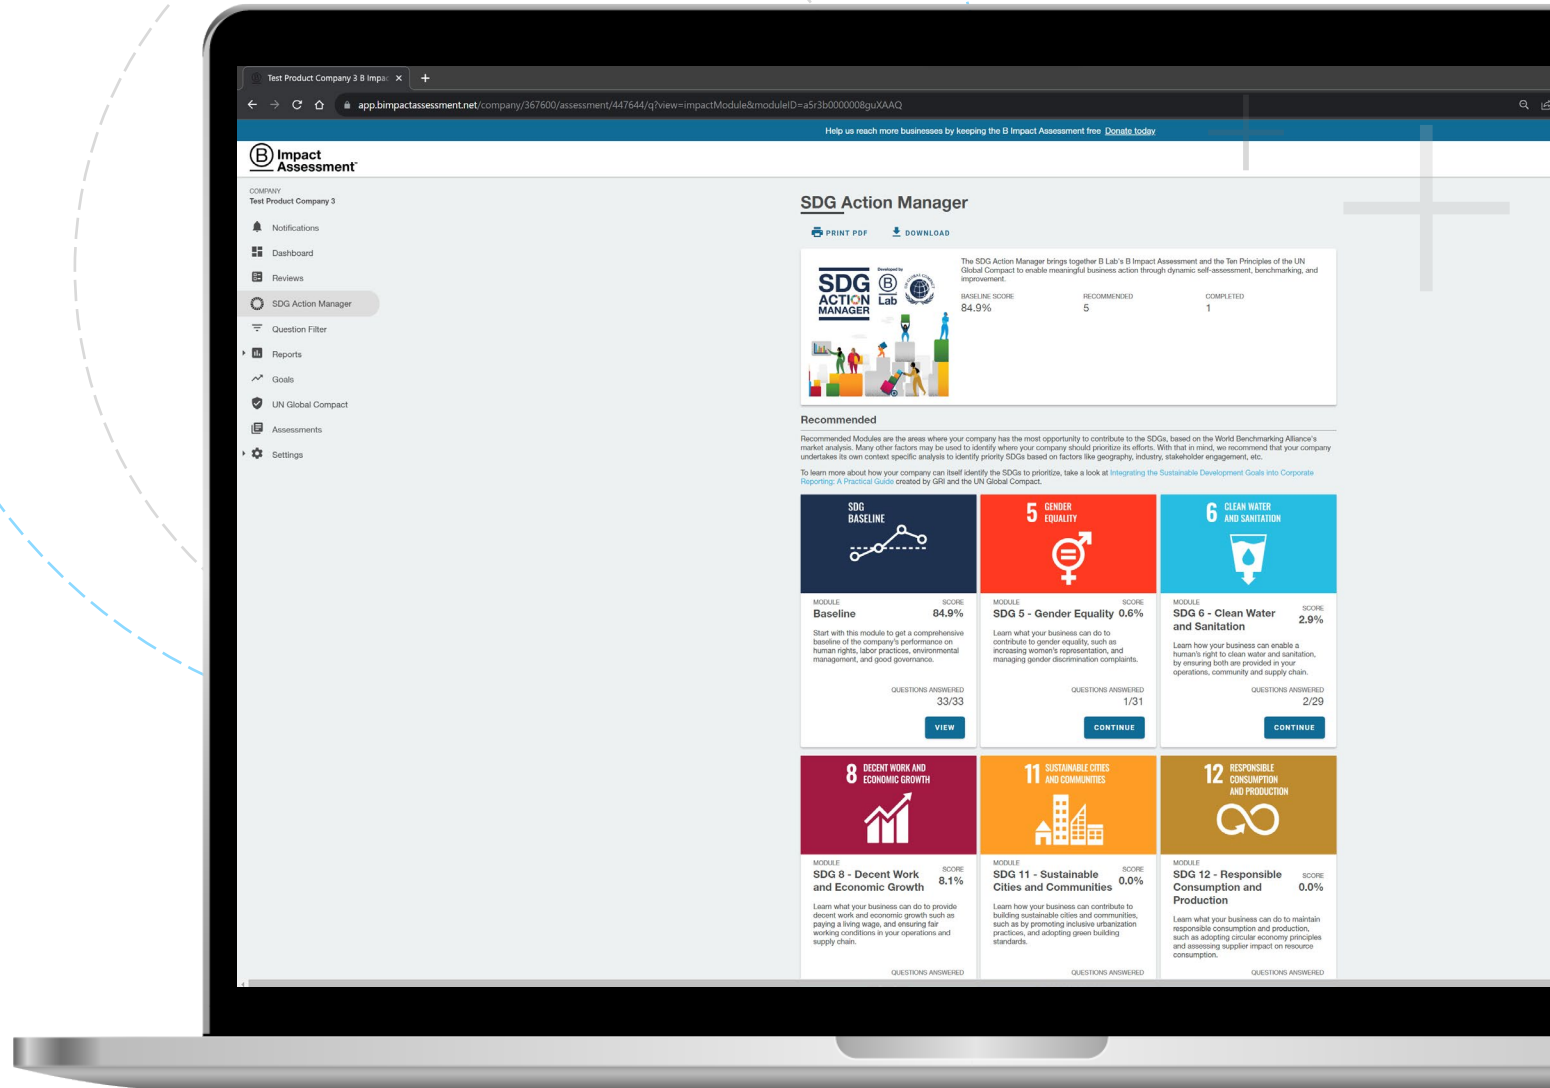 Test Product Company 3 B Impac
app.bimpactassessment.net/company/367600/assessment/447644/q?view=impactModule&moduleID=a5r3b0000008guXAAQ
Help us reach more businesses by keeping the B Impact Assessment free Donate today
B Impact
Assessment
COMPANY
Test Product Company 3
Notifications
Dashboard
Reviews
SDG Action Manager
Question Filter
Reports
Goals
UN Global Compact
Assessments
Settings
SDG Action Manager
PRINT PDF
DOWNLOAD
SDG
ACTION
MANAGER
Developed by
B
Lab
The SDG Action Manager brings together B Lab's B Impact Assessment and the Ten Principles of the UN
Global Compact to enable meaningful business action through dynamic self-assessment, benchmarking, and
improvement.
BASELINE SCORE
84.9%
RECOMMENDED
5
COMPLETED
1
Recommended
Recommended Modules are the areas where your company has the most opportunity to contribute to the SDGs, based on the World Benchmarking Alliance's
market analysis. Many other factors may be used to identify where your company should prioritize its efforts. With that in mind, we recommend that your company
undertakes its own context specific analysis to identify priority SDGs based on factors like geography, industry, stakeholder engagement, etc.
To learn more about how your company can itself identify the SDGs to prioritize, take a look at Integrating the Sustainable Development Goals into Corporate
Reporting: A Practical Guide created by GRI and the UN Global Compact.
SDG
BASELINE
MODULE
SCORE
Baseline 84.9%
Start with this module to get a comprehensive
baseline of the company's performance on
human rights, labor practices, environmental
management, and good governance.
QUESTIONS ANSWERED
33/33
VIEW
5 GENDER
EQUALITY
MODULE
SCORE
SDG 5 - Gender Equality 0.6%
Learn what your business can do to
contribute to gender equality, such as
increasing women's representation, and
managing gender discrimination complaints.
QUESTIONS ANSWERED
1/31
CONTINUE
6 CLEAN WATER
AND SANITATION
MODULE
SCORE
SDG 6 - Clean Water
and Sanitation
2.9%
Learn how your business can enable a
human's right to clean water and sanitation,
by ensuring both are provided in your
operations, community and supply chain.
QUESTIONS ANSWERED
2/29
CONTINUE
8 DECENT WORK AND
ECONOMIC GROWTH
MODULE
SCORE
SDG 8 - Decent Work
and Economic Growth
8.1%
Learn what your business can do to provide
decent work and economic growth such as
paying a living wage, and ensuring fair
working conditions in your operations and
supply chain.
QUESTIONS ANSWERED
11 SUSTAINABLE CITIES
AND COMMUNITIES
MODULE
SCORE
SDG 11 - Sustainable
Cities and Communities
0.0%
Learn how your business can contribute to
building sustainable cities and communities,
such as by promoting inclusive urbanization
practices, and adopting green building
standards.
QUESTIONS ANSWERED
12 RESPONSIBLE
CONSUMPTION
AND PRODUCTION
MODULE
SCORE
SDG 12 - Responsible
Consumption and
Production
0.0%
Learn what your business can do to maintain
responsible consumption and production,
such as adopting circular economy principles
and assessing supplier impact on resource
consumption.
QUESTIONS ANSWERED